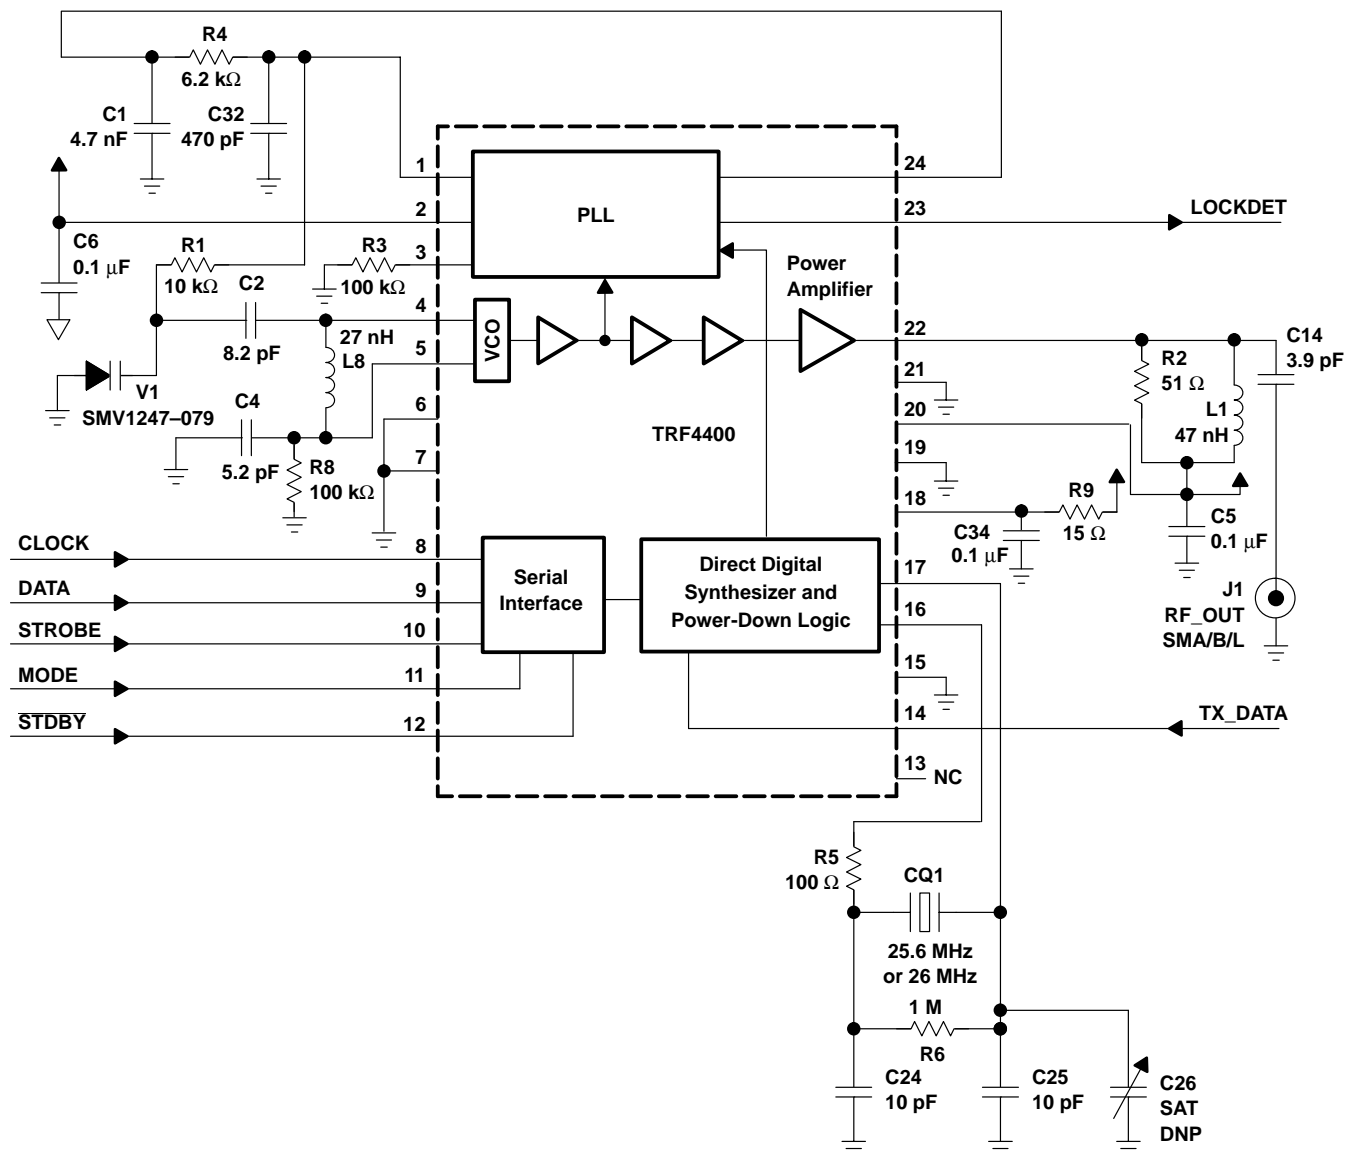 R4
6.2 kΩ
C1
4.7 nF
C32
470 pF
1
24
2
PLL
23
LOCKDET
C6
0.1 μF
R1
10 kΩ
3
R3
100 kΩ
Power
Amplifier
C2
8.2 pF
4
27 nH
L8
VCO
22
C14
3.9 pF
5
R2
51 Ω
21
V1
SMV1247–079
C4
5.2 pF
6
20
L1
47 nH
TRF4400
7
19
R8
100 kΩ
18
R9
15 Ω
C34
0.1 μF
C5
0.1 μF
CLOCK
8
Serial
Interface
Direct Digital
Synthesizer and
Power-Down Logic
17
DATA
9
16
J1
RF_OUT
SMA/B/L
STROBE
10
15
MODE
11
14
TX_DATA
STDBY
12
13
NC
R5
100 Ω
CQ1
25.6 MHz
or 26 MHz
1 M
R6
C24
10 pF
C25
10 pF
C26
SAT
DNP